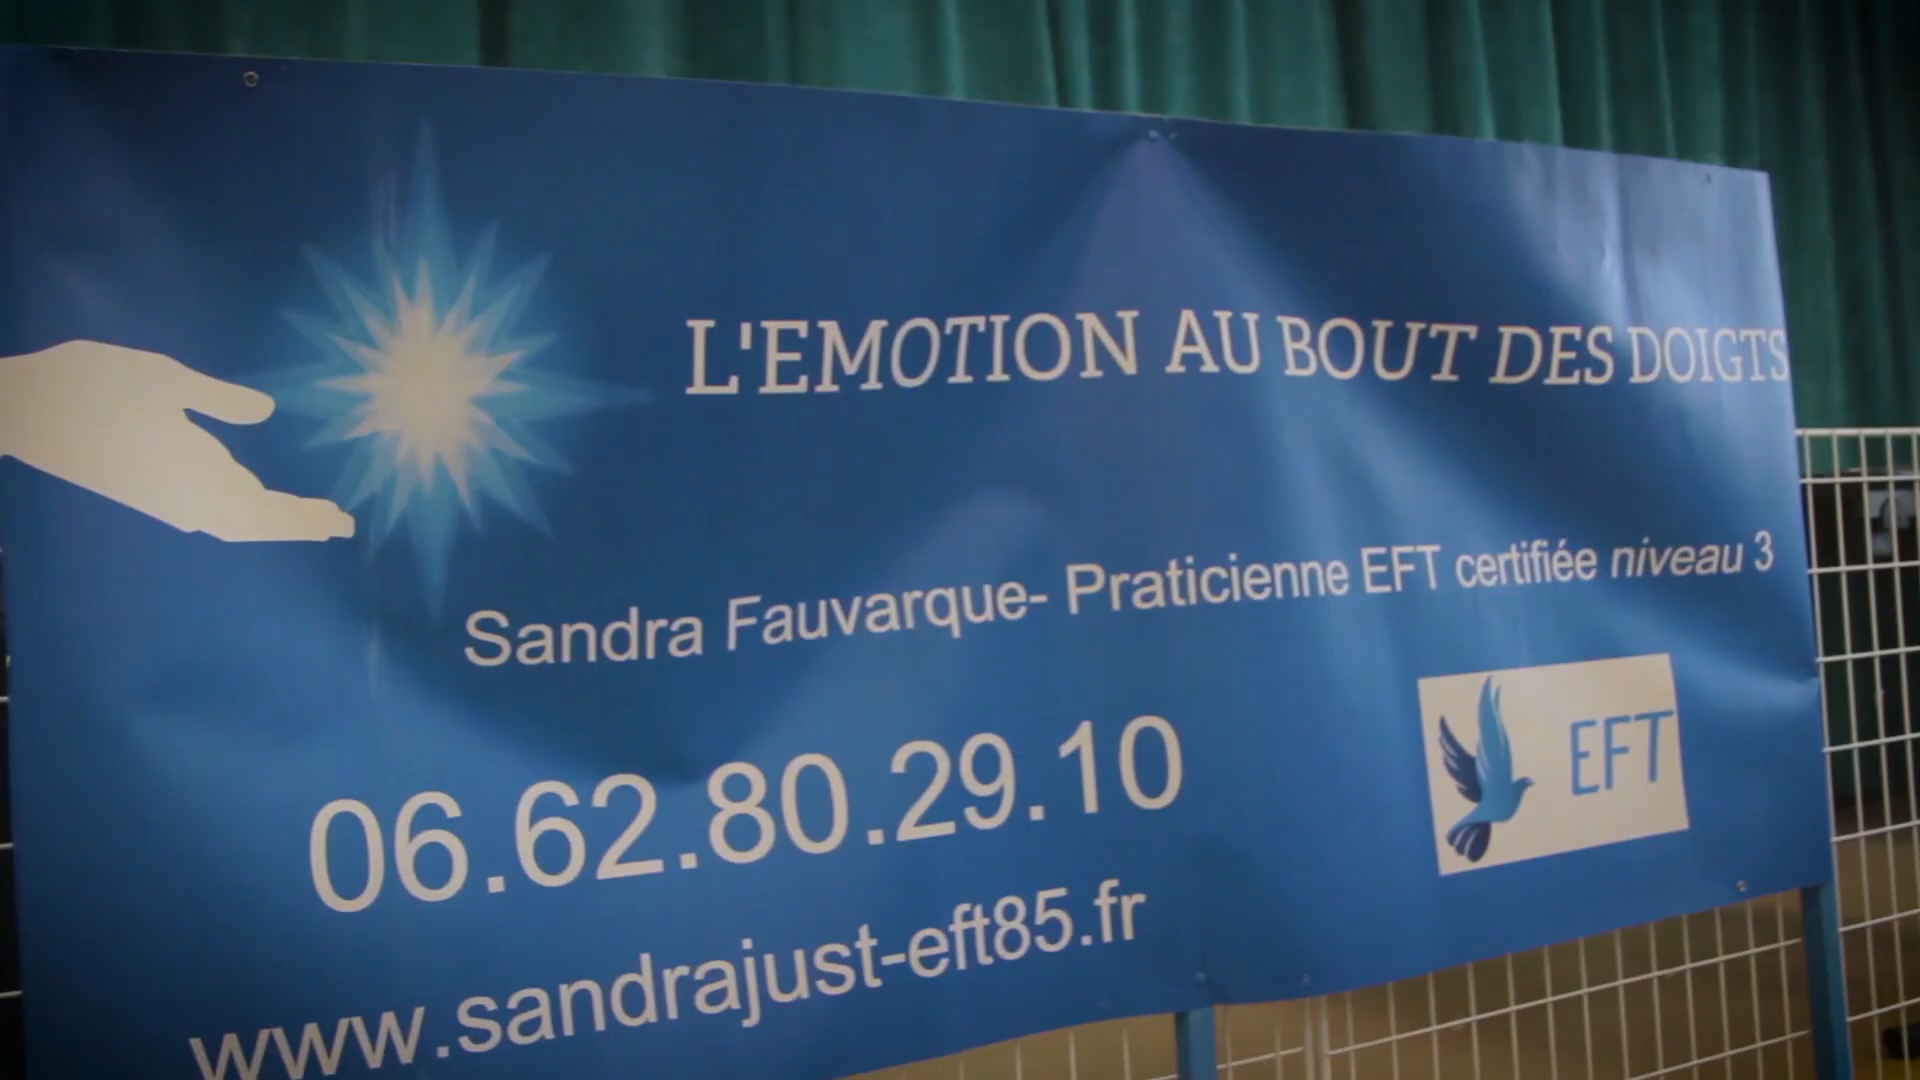 L'EMOTION AU BOUT DES DOIGTS
Sandra Fauvarque- Praticienne EFT certifiée niveau 3
06.62.80.29.10
EFT
www.sandrajust-eft85.fr